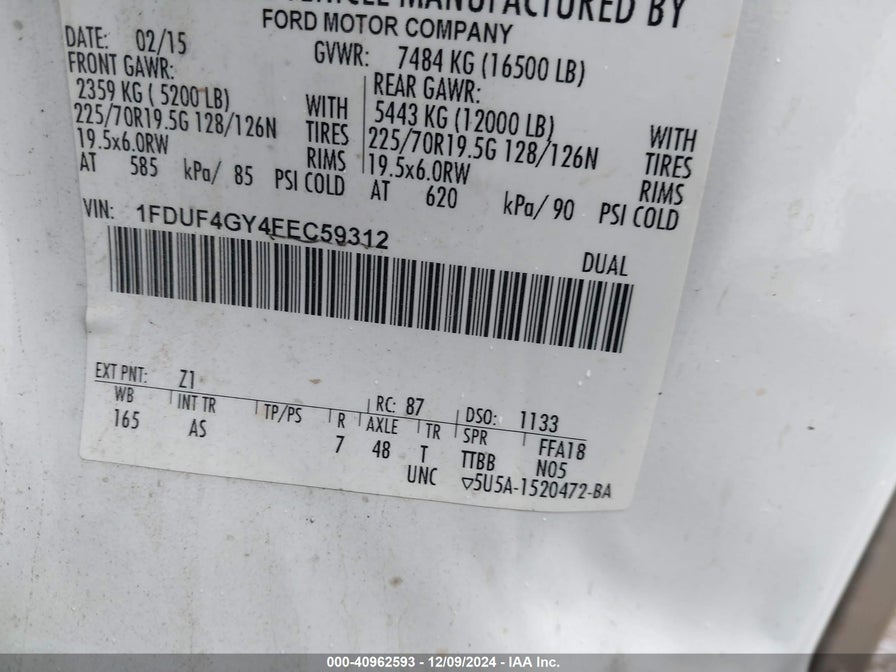 VEHICLE MANUFACTURED BY
FORD MOTOR COMPANY
DATE: 02/15
GVWR: 7484 KG (16500 LB)
FRONT GAWR:
2359 KG ( 5200 LB) WITH
225/70R19.5G 128/126N TIRES
19.5x6.0RW RIMS
AT 585 kPa/ 85 PSI COLD
REAR GAWR:
5443 KG (12000 LB) WITH
225/70R19.5G 128/126N TIRES
19.5x6.0RW RIMS
AT 620 kPa/ 90 PSI COLD
VIN: 1FDUF4GY4FEC59312
DUAL
EXT PNT: Z1 RC: 87 DSO: 1133
WB INT TR TP/PS R AXLE TR SPR FFA18
165 AS 7 48 T TTBB N05
UNC ▽5U5A-1520472-BA
000-40962593 - 12/09/2024 - IAA Inc.